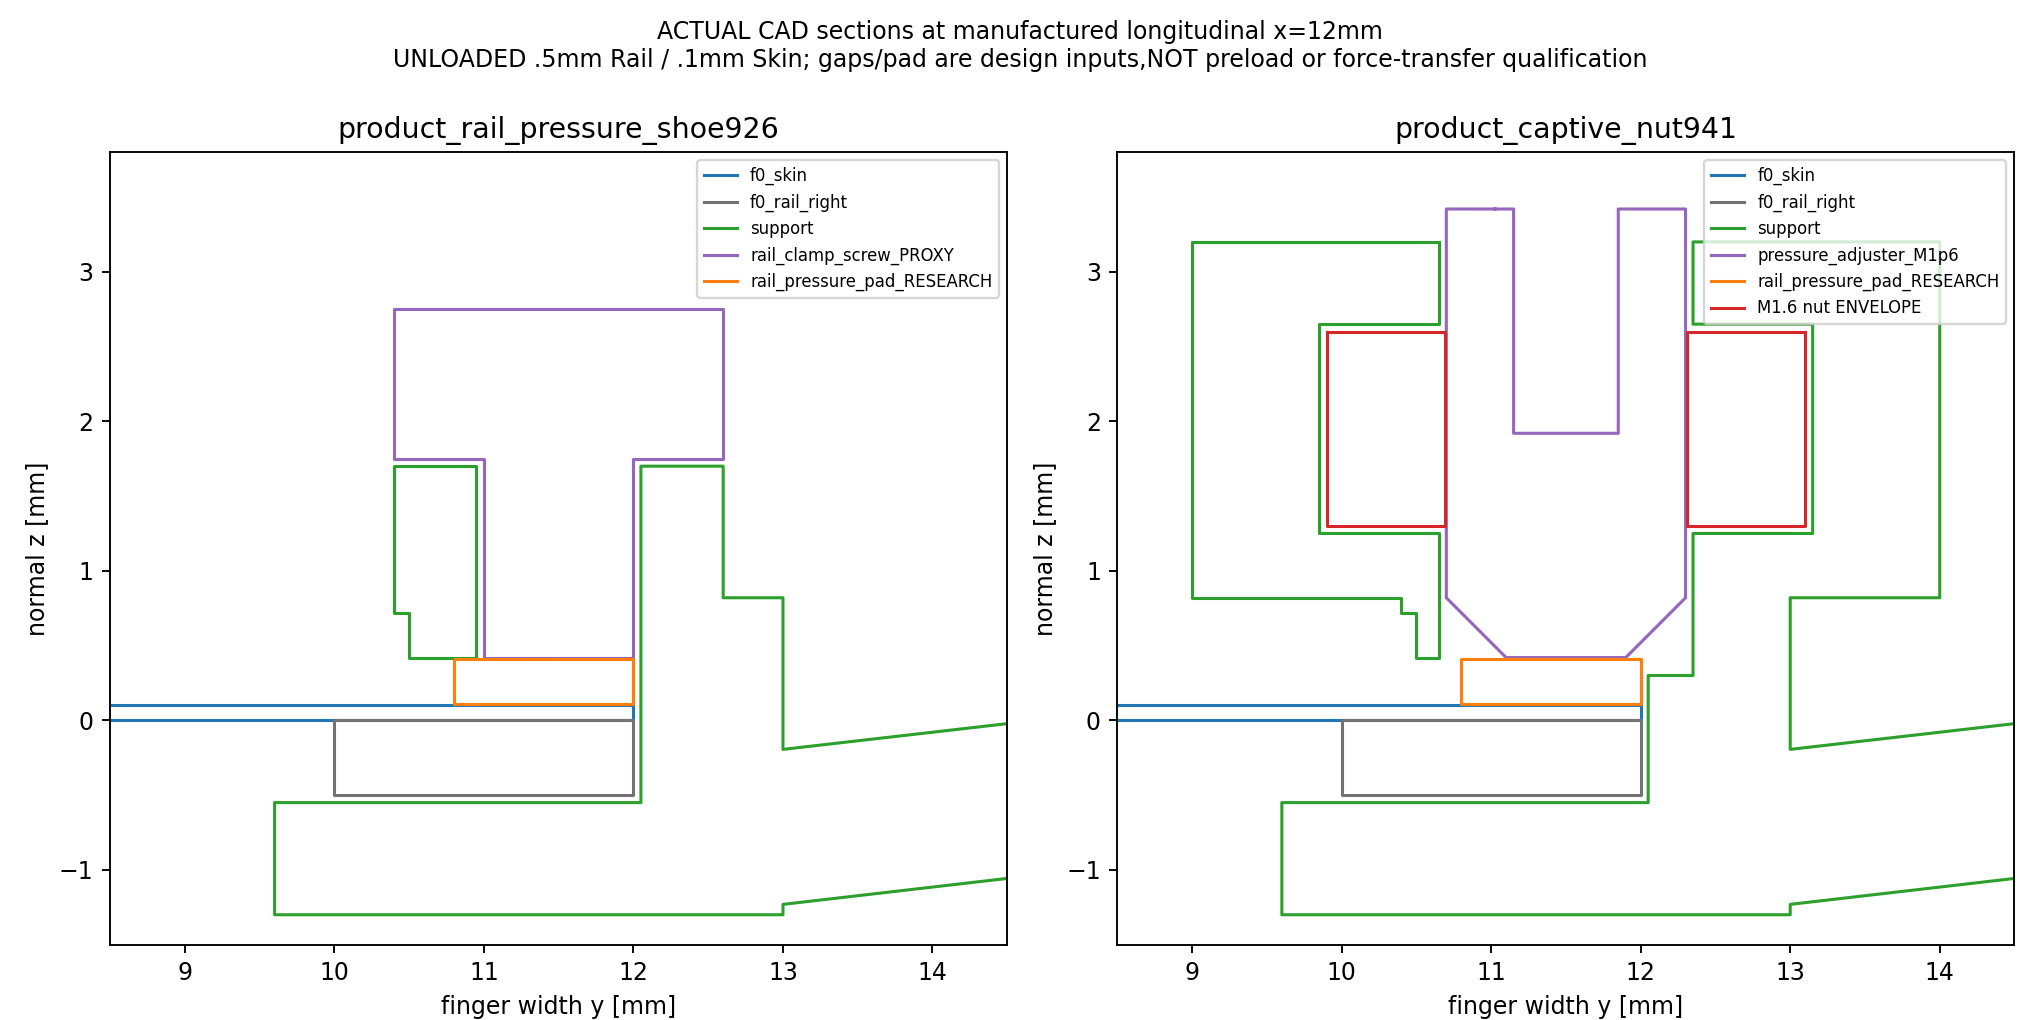 ACTUAL CAD sections at manufactured longitudinal x=12mm
UNLOADED .5mm Rail / .1mm Skin; gaps/pad are design inputs,NOT preload or force-transfer qualification
product_rail_pressure_shoe926
f0_skin
f0_rail_right
support
rail_clamp_screw_PROXY
rail_pressure_pad_RESEARCH
normal z [mm]
3
2
1
0
−1
9
10
11
12
13
14
finger width y [mm]
product_captive_nut941
f0_skin
f0_rail_right
support
pressure_adjuster_M1p6
rail_pressure_pad_RESEARCH
M1.6 nut ENVELOPE
normal z [mm]
3
2
1
0
−1
9
10
11
12
13
14
finger width y [mm]